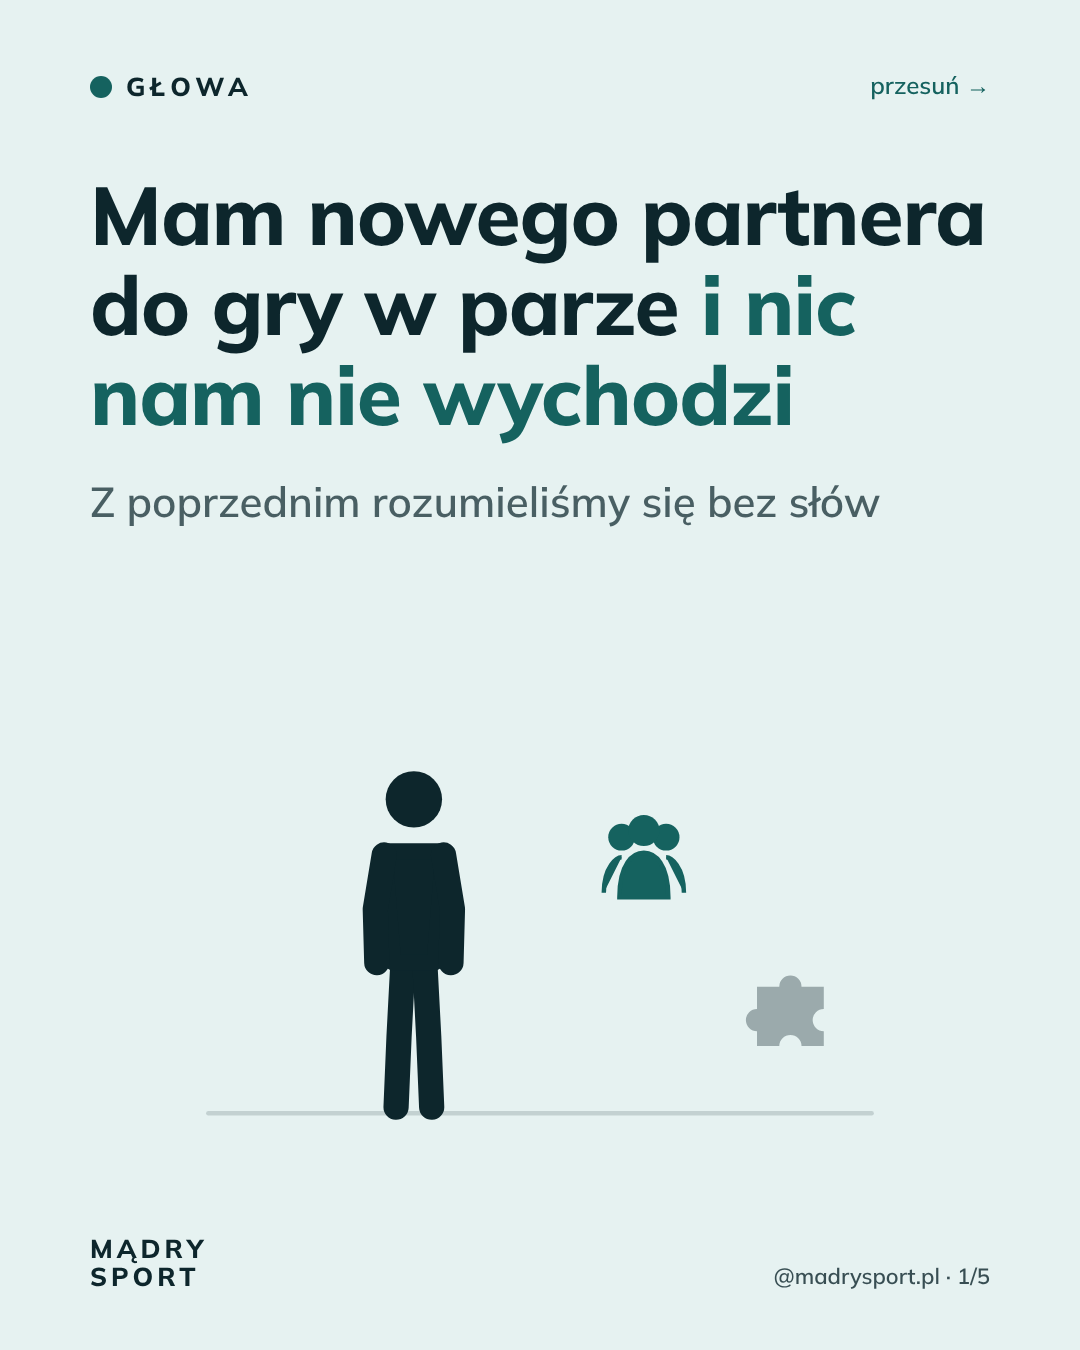 GŁOWA
przesuń →
Mam nowego partnera
do gry w parze i nic
nam nie wychodzi
Z poprzednim rozumieliśmy się bez słów
MĄDRY
SPORT
@madrysport.pl · 1/5